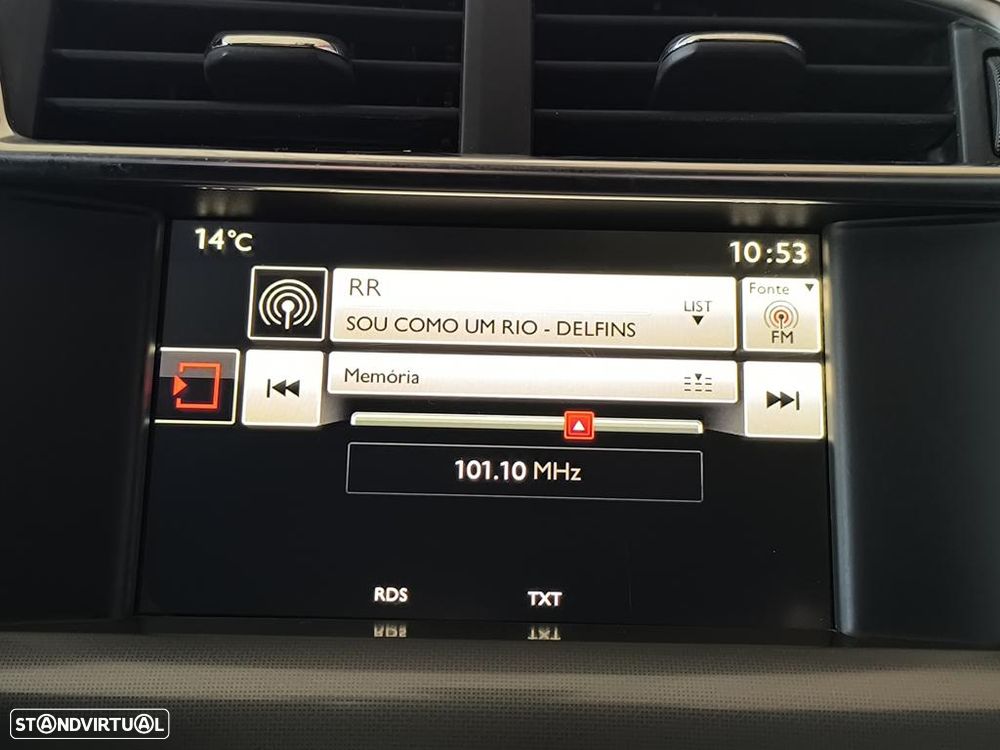 14°C
10:53
RR
LIST
Fonte
SOU COMO UM RIO - DELFINS
FM
Memória
101.10 MHz
RDS
TXT
STANDVIRTUAL